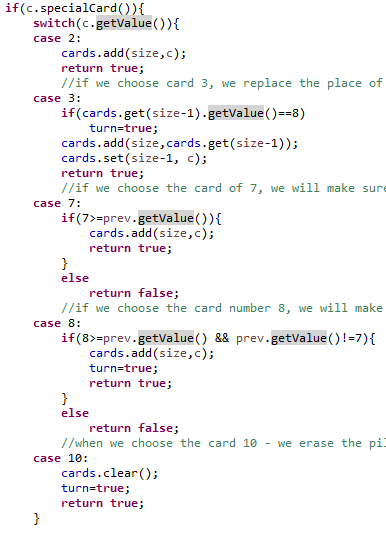 if(c.specialCard()){
switch(c.getValue()){
case 2:
cards.add(size,c);
return true;
//if we choose card 3, we replace the place of
case 3:
if(cards.get(size-1).getValue()==8)
turn=true;
cards.add(size,cards.get(size-1));
cards.set(size-1, c);
return true;
//if we choose the card of 7, we will make sure
case 7:
if(7>=prev.getValue()){
cards.add(size,c);
return true;
}
else
return false;
//if we choose the card number 8, we will make
case 8:
if(8>=prev.getValue() && prev.getValue()!=7){
cards.add(size,c);
turn=true;
return true;
}
else
return false;
//when we choose the card 10 - we erase the pil
case 10:
cards.clear();
turn=true;
return true;
}